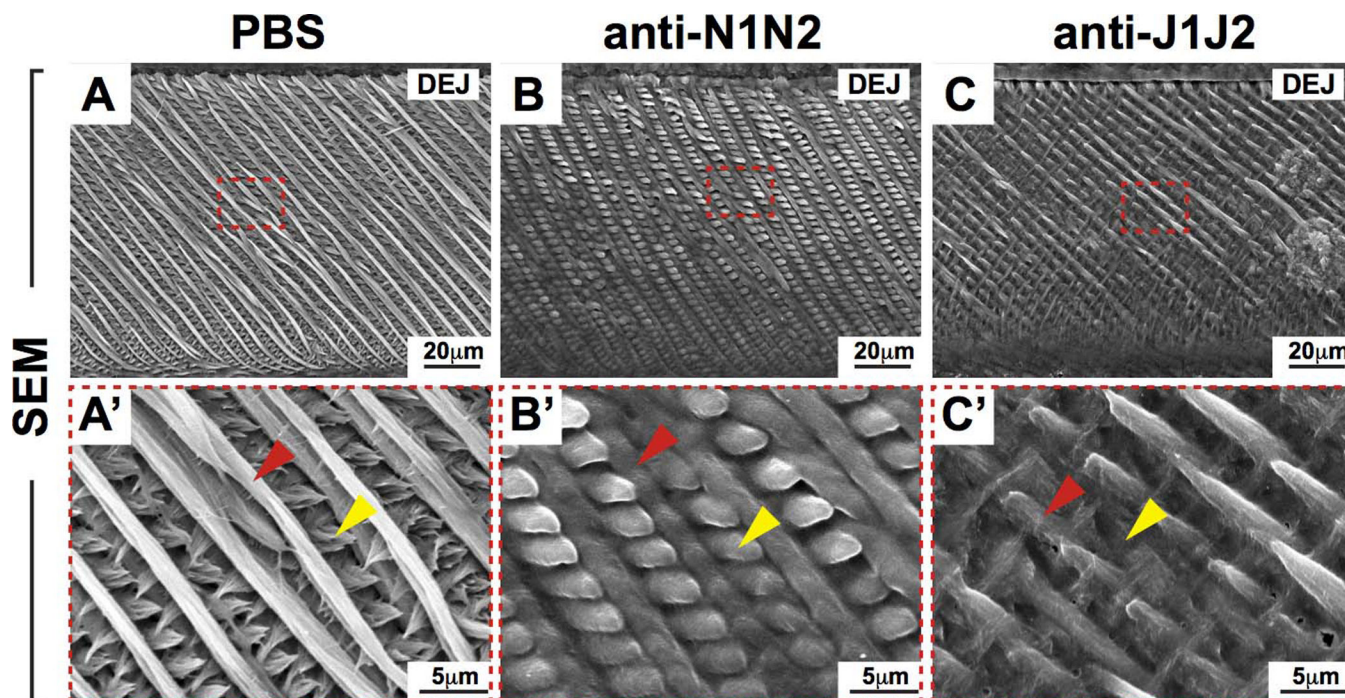 PBS
anti-N1N2
anti-J1J2
SEM
A
DEJ
B
DEJ
C
DEJ
20μm
20μm
20μm
A'
B'
C'
5μm
5μm
5μm